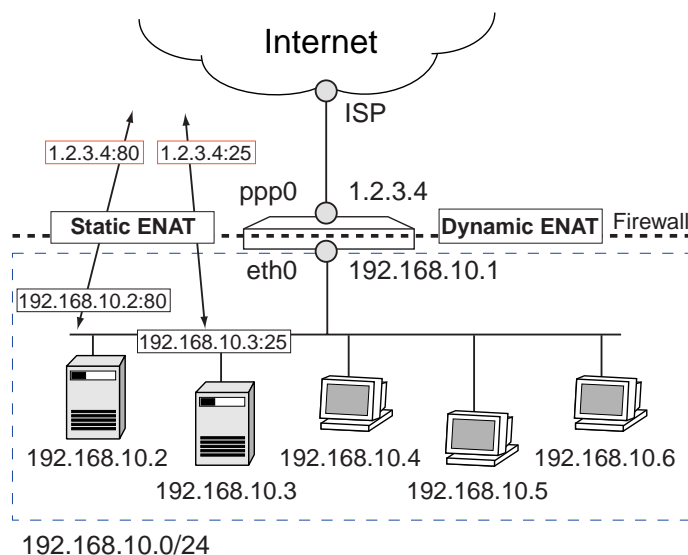 Internet
ISP
1.2.3.4:80
1.2.3.4:25
ppp0
1.2.3.4
Static ENAT
Dynamic ENAT
Firewall
eth0
192.168.10.1
192.168.10.2:80
192.168.10.3:25
192.168.10.2
192.168.10.3
192.168.10.4
192.168.10.5
192.168.10.6
192.168.10.0/24